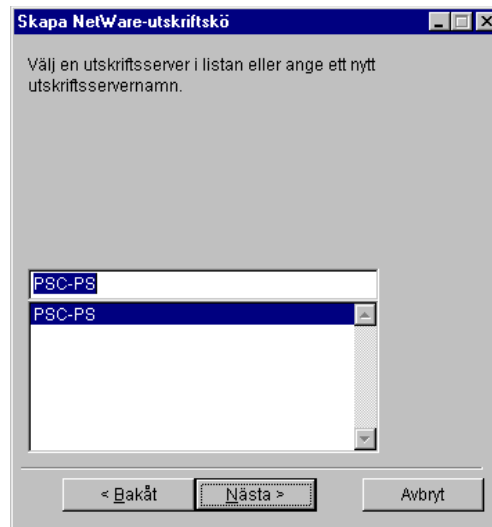 Skapa NetWare-utskriftskö
Välj en utskriftsserver i listan eller ange ett nytt
utskriftsservernamn.
PSC-PS
PSC-PS
< Bakåt
Nästa >
Avbryt